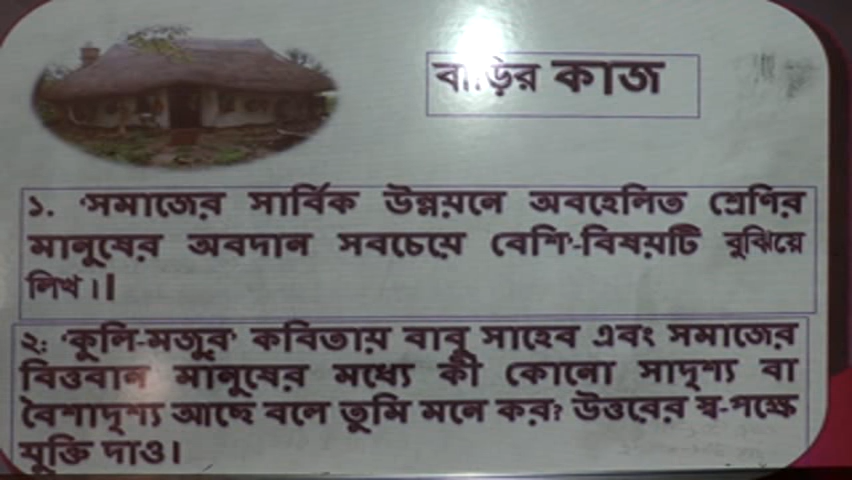 বাড়ির কাজ
১. ‘সমাজের সার্বিক উন্নয়নে অবহেলিত শ্রেণির
মানুষের অবদান সবচেয়ে বেশি’-বিষয়টি বুঝিয়ে
লিখ।
২: ‘কুলি-মজুর’ কবিতায় বাবু সাহেব এবং সমাজের
বিত্তবান মানুষের মধ্যে কী কোনো সাদৃশ্য বা
বৈশাদৃশ্য আছে বলে তুমি মনে কর? উত্তরের স্ব-পক্ষে
যুক্তি দাও।